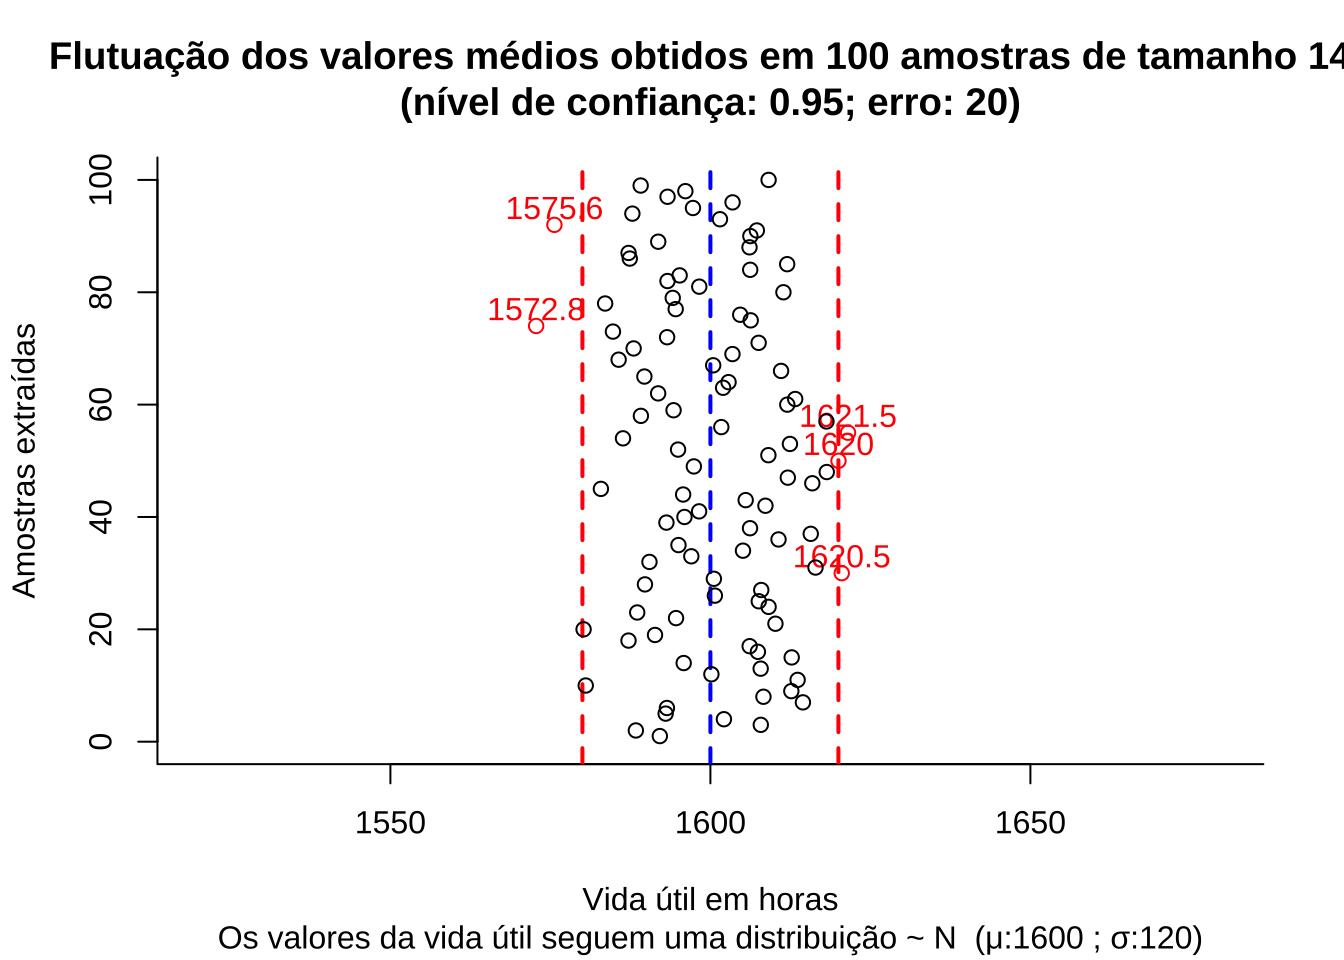 Flutuação dos valores médios obtidos em 100 amostras de tamanho 14
(nível de confiança: 0.95; erro: 20)
Amostras extraídas
100
80
60
40
20
0
1575.6
1572.8
1621.5
1620
1620.5
1550
1600
1650
Vida útil em horas
Os valores da vida útil seguem uma distribuição ~ N (μ:1600 ; σ:120)